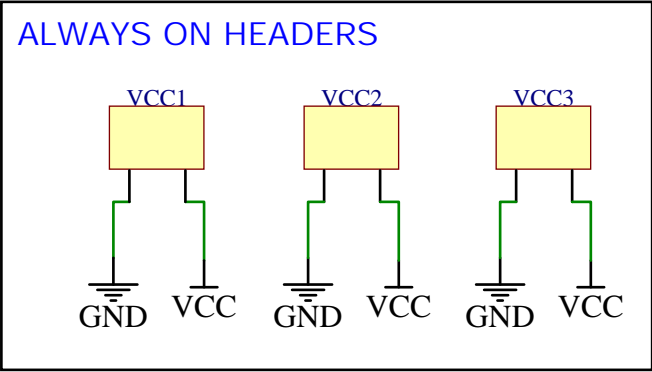 ALWAYS ON HEADERS
VCC1 VCC2 VCC3
GND VCC GND VCC GND VCC